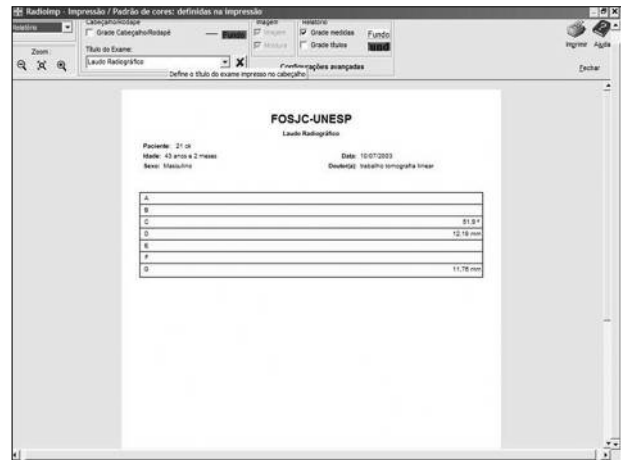 RadioImp - Impressão / Padrão de cores: definidas na impressão
Relatório
Cabeçalho/Rodapé
Grade Cabeçalho/Rodapé
Fundo
Título do Exame:
Laudo Radiográfico
Imagem
Imagem
Moldura
Relatório
Grade medidas
Grade títulos
Fundo
und
Configurações avançadas
Zoom:
Imprimir
Ajuda
Fechar
Define o título do exame impresso no cabeçalho
FOSJC-UNESP
Laudo Radiográfico
Paciente: 21 ok
Idade: 43 anos e 2 meses
Data: 10/07/2003
Sexo: Masculino
Doutor(a): trabalho tomografia linear
A
B
C 51,9 °
D 12,16 mm
E
F
G 11,76 mm